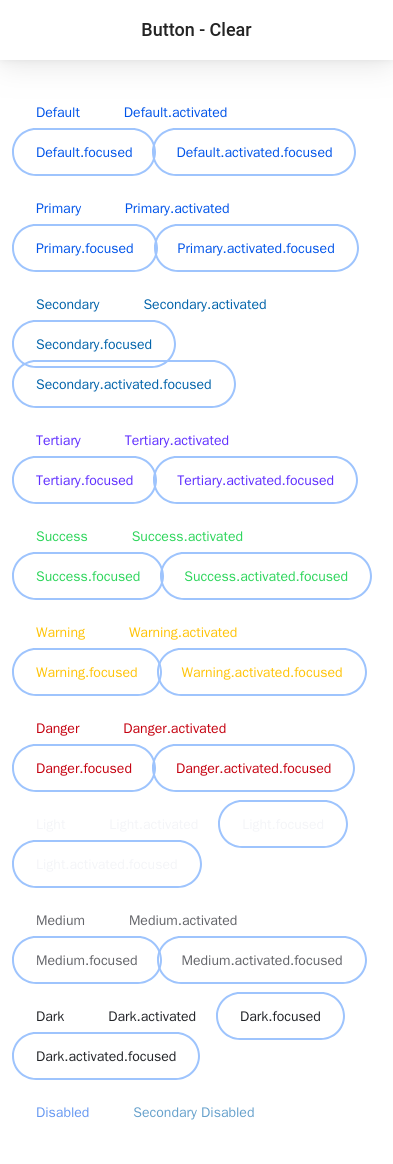 Button - Clear
Default Default.activated
Default.focused Default.activated.focused
Primary Primary.activated
Primary.focused Primary.activated.focused
Secondary Secondary.activated
Secondary.focused
Secondary.activated.focused
Tertiary Tertiary.activated
Tertiary.focused Tertiary.activated.focused
Success Success.activated
Success.focused Success.activated.focused
Warning Warning.activated
Warning.focused Warning.activated.focused
Danger Danger.activated
Danger.focused Danger.activated.focused
Light Light.activated Light.focused
Light.activated.focused
Medium Medium.activated
Medium.focused Medium.activated.focused
Dark Dark.activated Dark.focused
Dark.activated.focused
Disabled Secondary Disabled